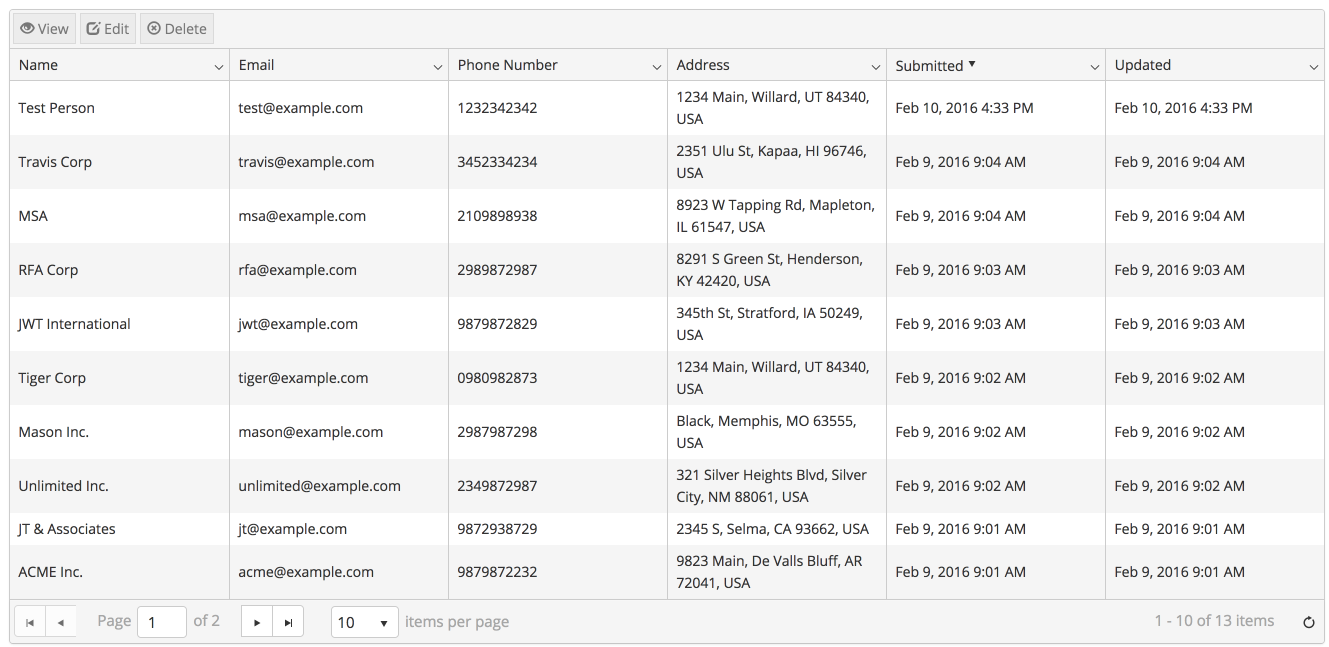 View Edit Delete
Name Email Phone Number Address Submitted Updated
Test Person test@example.com 1232342342 1234 Main, Willard, UT 84340, Feb 10, 2016 4:33 PM Feb 10, 2016 4:33 PM
USA
Travis Corp travis@example.com 3452334234 2351 Ulu St, Kapaa, HI 96746, Feb 9, 2016 9:04 AM Feb 9, 2016 9:04 AM
USA
MSA msa@example.com 2109898938 8923 W Tapping Rd, Mapleton, Feb 9, 2016 9:04 AM Feb 9, 2016 9:04 AM
IL 61547, USA
RFA Corp rfa@example.com 2989872987 8291 S Green St, Henderson, Feb 9, 2016 9:03 AM Feb 9, 2016 9:03 AM
KY 42420, USA
JWT International jwt@example.com 9879872829 345th St, Stratford, IA 50249, Feb 9, 2016 9:03 AM Feb 9, 2016 9:03 AM
USA
Tiger Corp tiger@example.com 0980982873 1234 Main, Willard, UT 84340, Feb 9, 2016 9:02 AM Feb 9, 2016 9:02 AM
USA
Mason Inc. mason@example.com 2987987298 Black, Memphis, MO 63555, Feb 9, 2016 9:02 AM Feb 9, 2016 9:02 AM
USA
Unlimited Inc. unlimited@example.com 2349872987 321 Silver Heights Blvd, Silver Feb 9, 2016 9:02 AM Feb 9, 2016 9:02 AM
City, NM 88061, USA
JT & Associates jt@example.com 9872938729 2345 S, Selma, CA 93662, USA Feb 9, 2016 9:01 AM Feb 9, 2016 9:01 AM
ACME Inc. acme@example.com 9879872232 9823 Main, De Valls Bluff, AR Feb 9, 2016 9:01 AM Feb 9, 2016 9:01 AM
72041, USA
Page 1 of 2 10 items per page 1 - 10 of 13 items